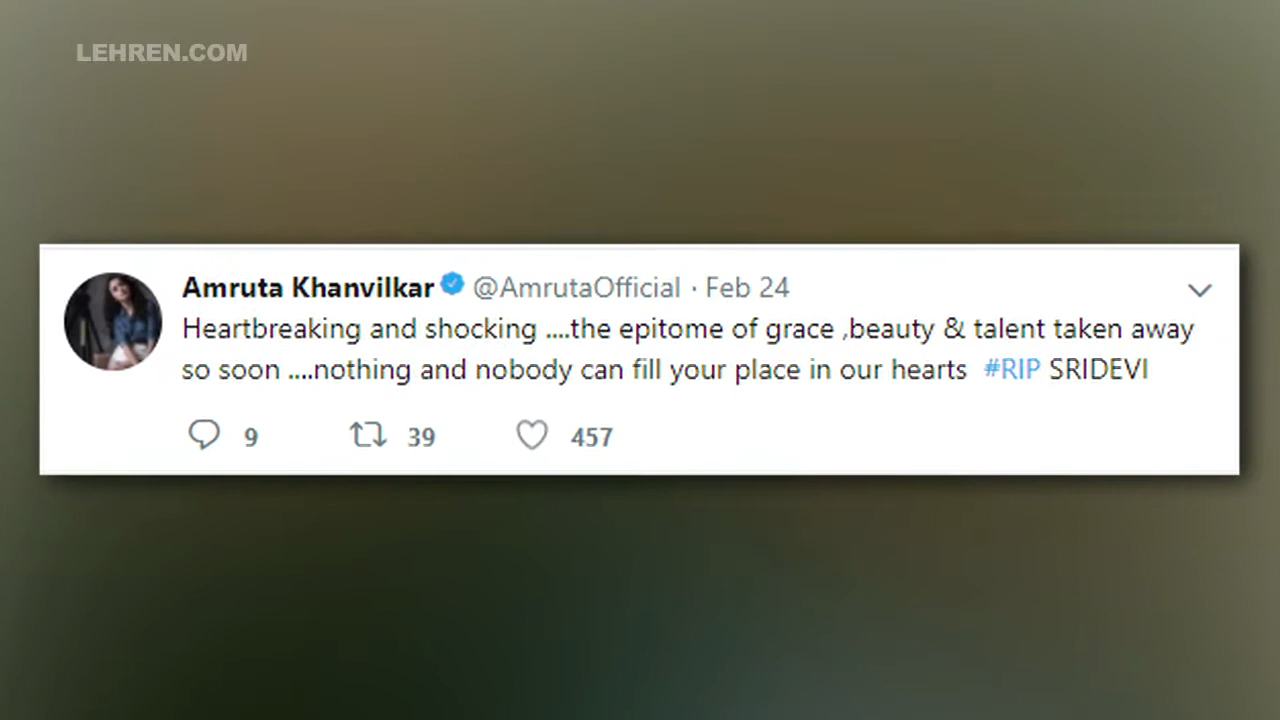 LEHREN.COM
Amruta Khanvilkar @AmrutaOfficial · Feb 24
Heartbreaking and shocking ....the epitome of grace ,beauty & talent taken away
so soon ....nothing and nobody can fill your place in our hearts #RIP SRIDEVI
9 39 457